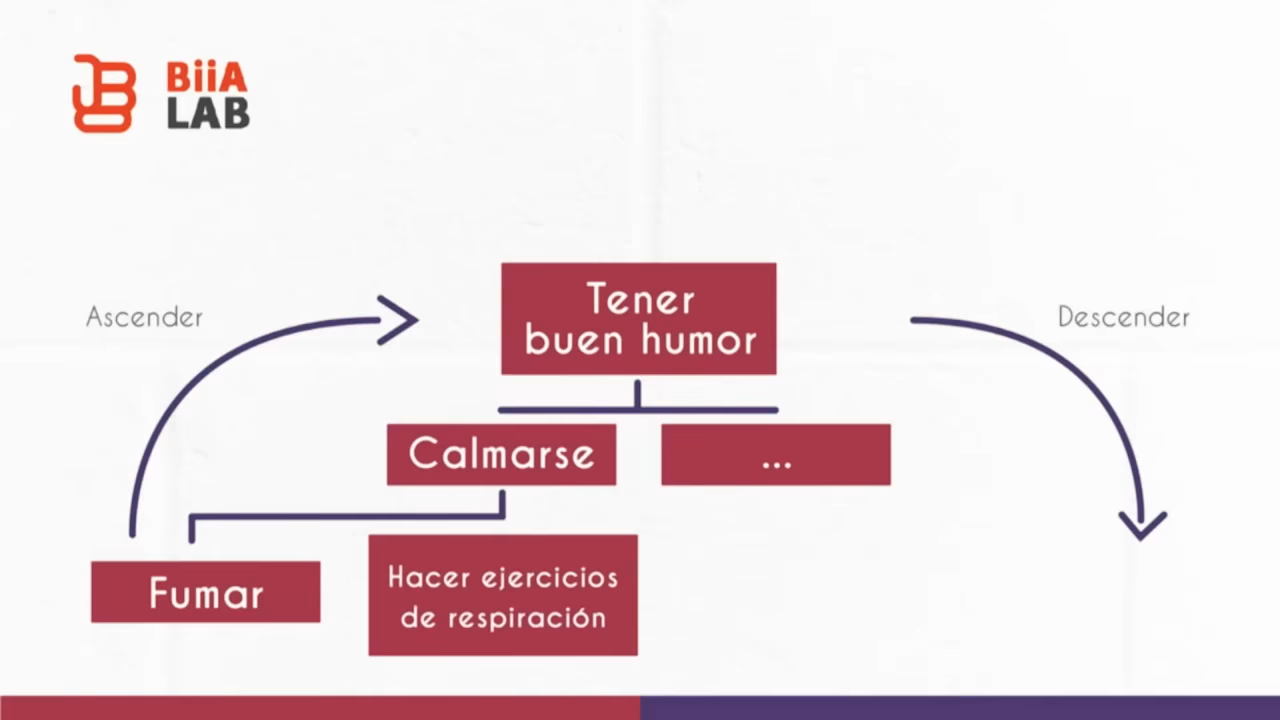 BiiA
LAB
Ascender
Tener
buen humor
Descender
Calmarse
...
Fumar
Hacer ejercicios
de respiración